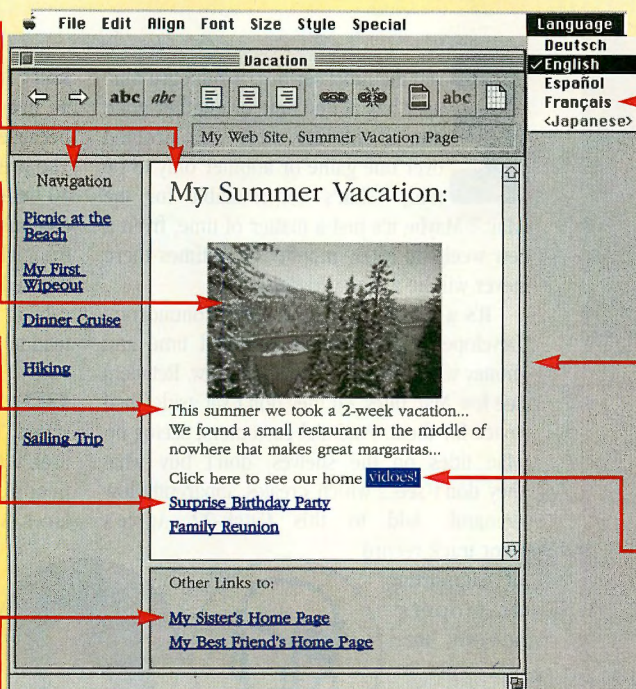 File Edit Align Font Size Style Special Language
Deutsch
✓English
Español
Français
<Japanese>
Vacation
abc abc abc
My Web Site, Summer Vacation Page
Navigation
Picnic at the
Beach
My First
Wipeout
Dinner Cruise
Hiking
Sailing Trip
My Summer Vacation:
This summer we took a 2-week vacation...
We found a small restaurant in the middle of
nowhere that makes great margaritas...
Click here to see our home vidoes!
Surprise Birthday Party
Family Reunion
Other Links to:
My Sister's Home Page
My Best Friend's Home Page